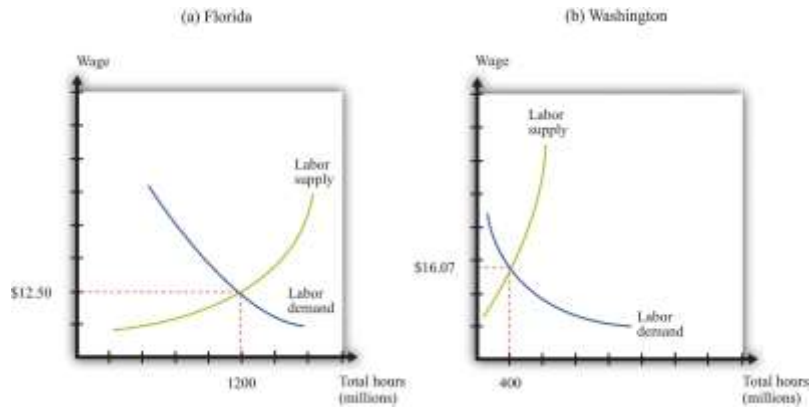 (a) Florida
Wage
Labor
supply
$12.50
Labor
demand
1200
Total hours
(millions)
(b) Washington
Wage
Labor
supply
$16.07
Labor
demand
400
Total hours
(millions)